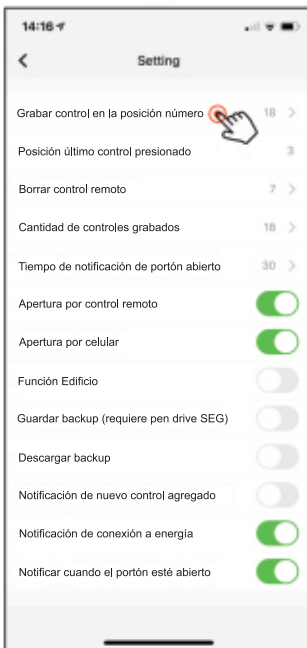 14:16
Setting
Grabar control en la posición número 18
Posición último control presionado 3
Borrar control remoto 7
Cantidad de controles grabados 18
Tiempo de notificación de portón abierto 30
Apertura por control remoto
Apertura por celular
Función Edificio
Guardar backup (requiere pen drive SEG)
Descargar backup
Notificación de nuevo control agregado
Notificación de conexión a energía
Notificar cuando el portón esté abierto